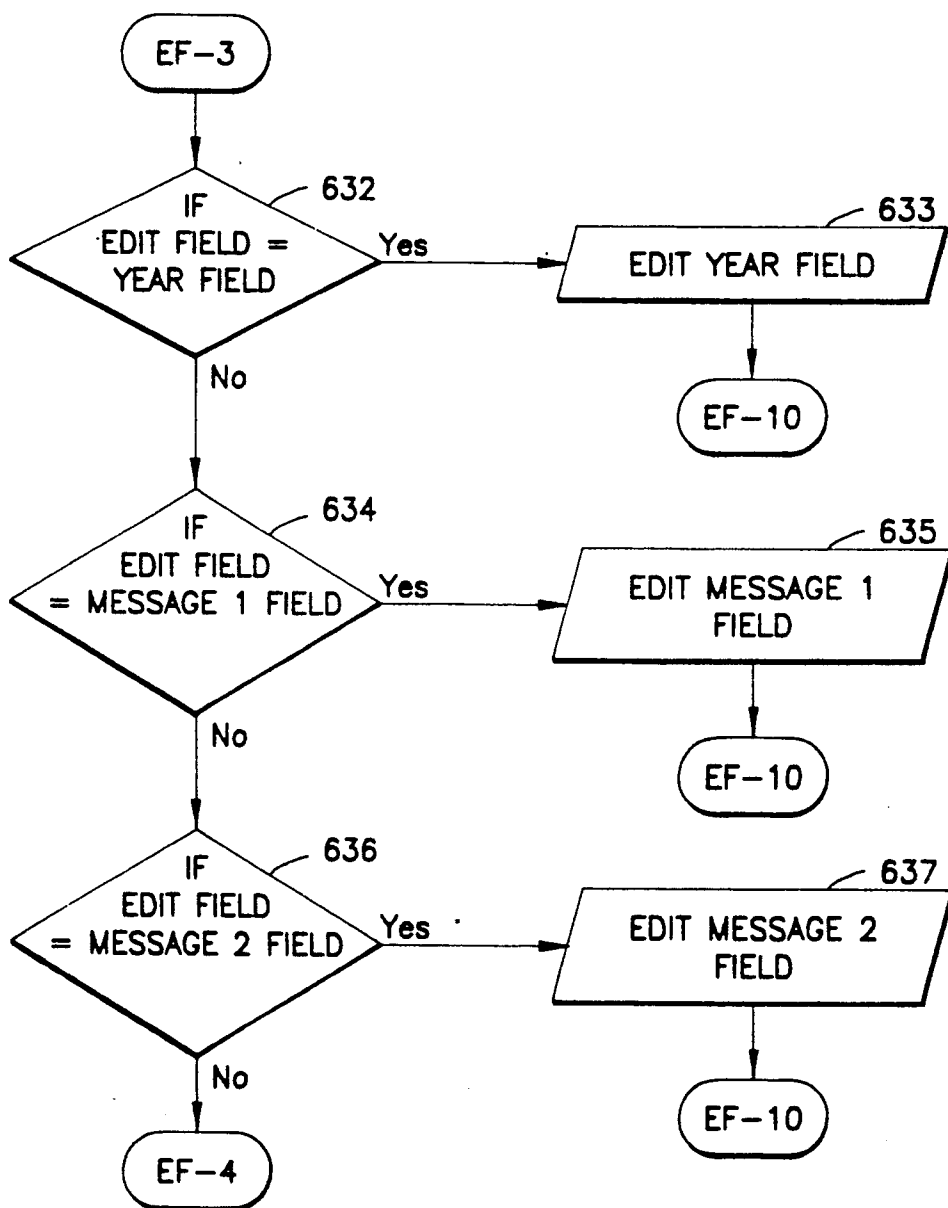 EF-3
632
IF
EDIT FIELD =
YEAR FIELD
Yes
633
EDIT YEAR FIELD
EF-10
No
634
IF
EDIT FIELD
= MESSAGE 1 FIELD
Yes
635
EDIT MESSAGE 1
FIELD
EF-10
No
636
IF
EDIT FIELD
= MESSAGE 2 FIELD
Yes
637
EDIT MESSAGE 2
FIELD
EF-10
No
EF-4